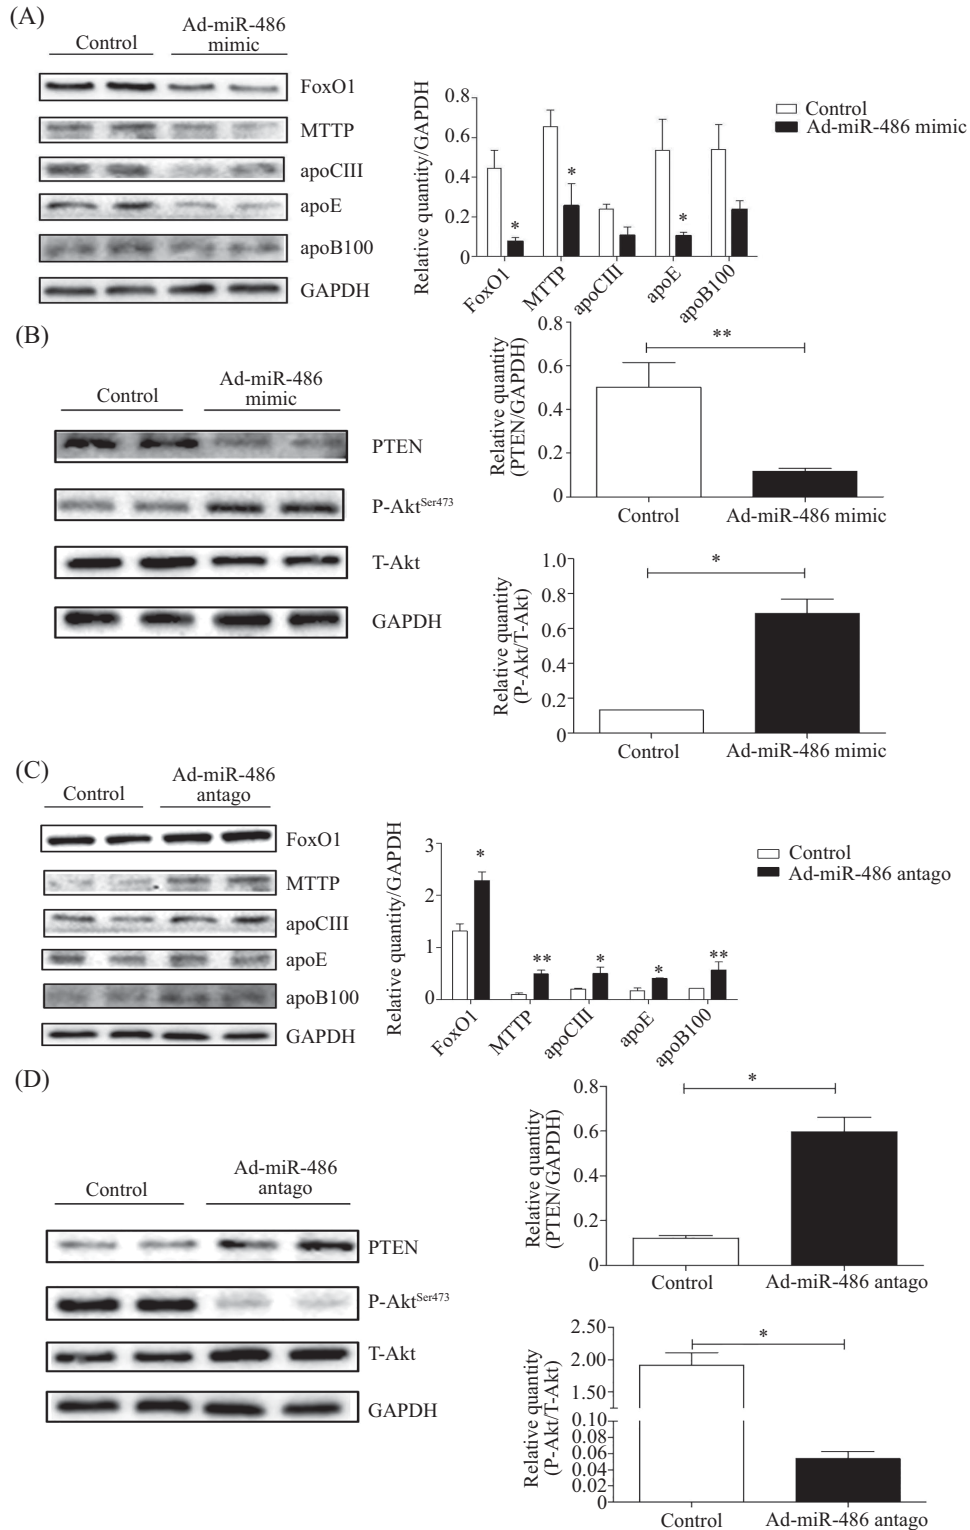 (A)
Control
Ad-miR-486
mimic
FoxO1
MTTP
apoCIII
apoE
apoB100
GAPDH
Relative quantity/GAPDH
0.8
0.6
0.4
0.2
0
*
*
*
FoxO1
MTTP
apoCIII
apoE
apoB100
Control
Ad-miR-486 mimic
(B)
Control
Ad-miR-486
mimic
PTEN
P-Akt^Ser473
T-Akt
GAPDH
Relative quantity
(PTEN/GAPDH)
0.8
0.6
0.4
0.2
0
**
Control
Ad-miR-486 mimic
Relative quantity
(P-Akt/T-Akt)
1.0
0.8
0.6
0.4
0.2
0
*
Control
Ad-miR-486 mimic
(C)
Control
Ad-miR-486
antago
FoxO1
MTTP
apoCIII
apoE
apoB100
GAPDH
Relative quantity/GAPDH
3
2
1
0
*
**
*
*
**
FoxO1
MTTP
apoCIII
apoE
apoB100
Control
Ad-miR-486 antago
(D)
Control
Ad-miR-486
antago
PTEN
P-Akt^Ser473
T-Akt
GAPDH
Relative quantity
(PTEN/GAPDH)
0.8
0.6
0.4
0.2
0
*
Control
Ad-miR-486 antago
Relative quantity
(P-Akt/T-Akt)
2.50
2.00
1.50
0.10
0.08
0.06
0.04
0.02
0
*
Control
Ad-miR-486 antago